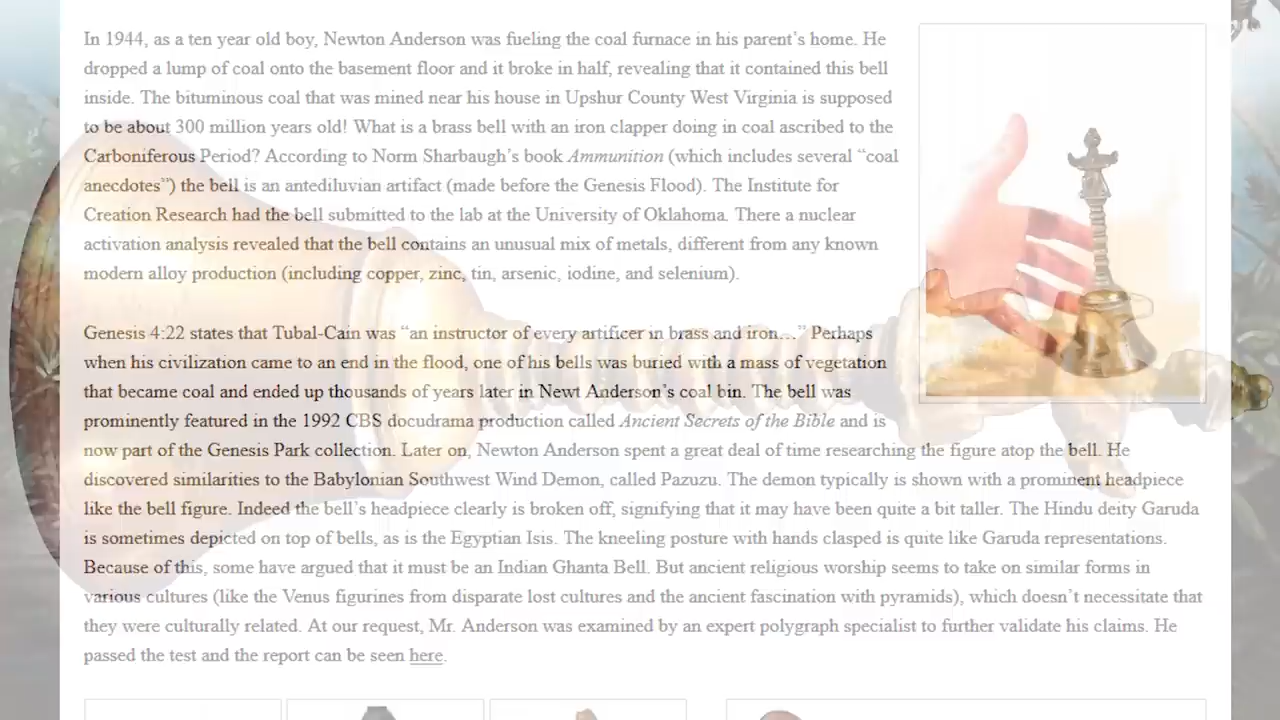 In 1944, as a ten year old boy, Newton Anderson was fueling the coal furnace in his parent's home. He
dropped a lump of coal onto the basement floor and it broke in half, revealing that it contained this bell
inside. The bituminous coal that was mined near his house in Upshur County West Virginia is supposed
to be about 300 million years old! What is a brass bell with an iron clapper doing in coal ascribed to the
Carboniferous Period? According to Norm Sharbaugh's book Ammunition (which includes several “coal
anecdotes”) the bell is an antediluvian artifact (made before the Genesis Flood). The Institute for
Creation Research had the bell submitted to the lab at the University of Oklahoma. There a nuclear
activation analysis revealed that the bell contains an unusual mix of metals, different from any known
modern alloy production (including copper, zinc, tin, arsenic, iodine, and selenium).
Genesis 4:22 states that Tubal-Cain was “an instructor of every artificer in brass and iron…” Perhaps
when his civilization came to an end in the flood, one of his bells was buried with a mass of vegetation
that became coal and ended up thousands of years later in Newt Anderson's coal bin. The bell was
prominently featured in the 1992 CBS docudrama production called Ancient Secrets of the Bible and is
now part of the Genesis Park collection. Later on, Newton Anderson spent a great deal of time researching the figure atop the bell. He
discovered similarities to the Babylonian Southwest Wind Demon, called Pazuzu. The demon typically is shown with a prominent headpiece
like the bell figure. Indeed the bell's headpiece clearly is broken off, signifying that it may have been quite a bit taller. The Hindu deity Garuda
is sometimes depicted on top of bells, as is the Egyptian Isis. The kneeling posture with hands clasped is quite like Garuda representations.
Because of this, some have argued that it must be an Indian Ghanta Bell. But ancient religious worship seems to take on similar forms in
various cultures (like the Venus figurines from disparate lost cultures and the ancient fascination with pyramids), which doesn't necessitate that
they were culturally related. At our request, Mr. Anderson was examined by an expert polygraph specialist to further validate his claims. He
passed the test and the report can be seen here.